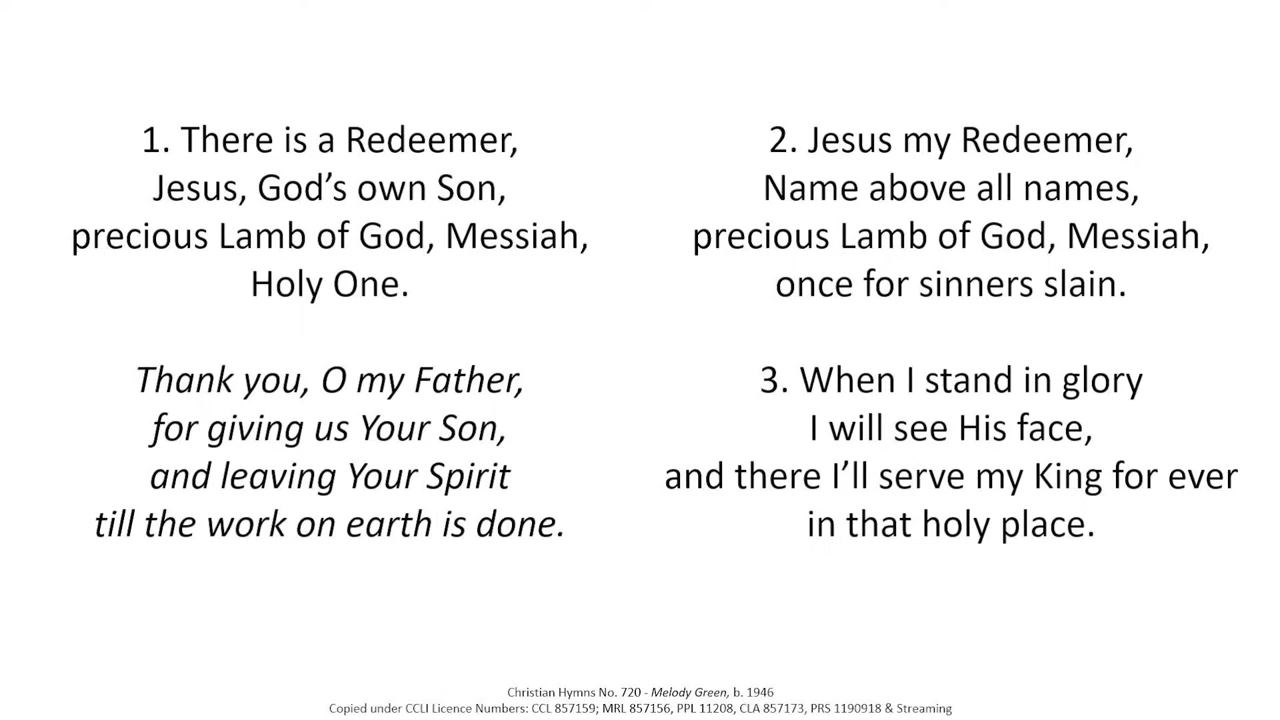 1. There is a Redeemer,
Jesus, God’s own Son,
precious Lamb of God, Messiah,
Holy One.
Thank you, O my Father,
for giving us Your Son,
and leaving Your Spirit
till the work on earth is done.
2. Jesus my Redeemer,
Name above all names,
precious Lamb of God, Messiah,
once for sinners slain.
3. When I stand in glory
I will see His face,
and there I’ll serve my King for ever
in that holy place.
Christian Hymns No. 720 - Melody Green, b. 1946
Copied under CCLI Licence Numbers: CCL 857159; MRL 857156, PPL 11208, CLA 857173, PRS 1190918 & Streaming